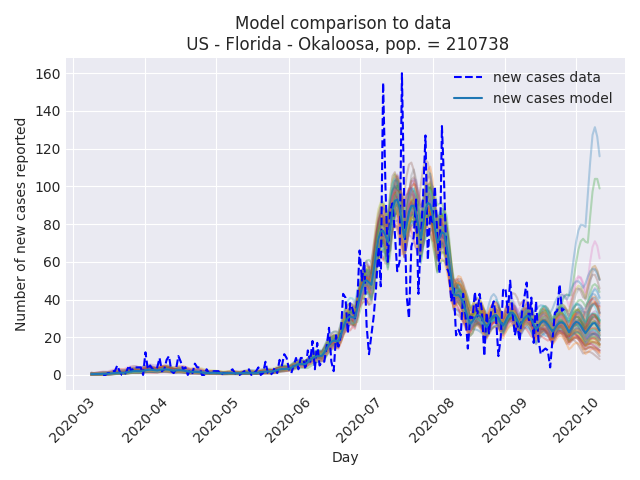 Model comparison to data
US - Florida - Okaloosa, pop. = 210738
new cases data
new cases model
Number of new cases reported
160
140
120
100
80
60
40
20
0
2020-03
2020-04
2020-05
2020-06
2020-07
2020-08
2020-09
2020-10
Day